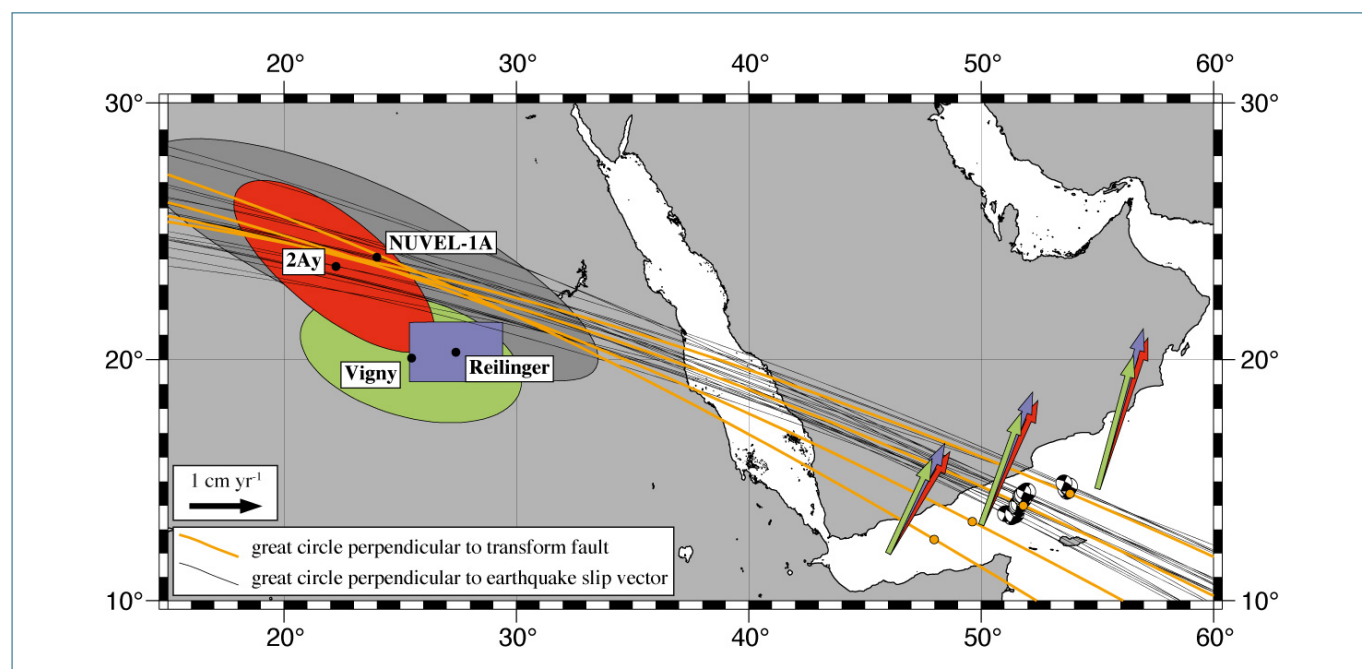 20° 30° 40° 50° 60°
30° 30°
NUVEL-1A
2Ay
20° 20°
Vigny Reilinger
1 cm yr⁻¹
great circle perpendicular to transform fault
great circle perpendicular to earthquake slip vector
10° 10°
20° 30° 40° 50° 60°